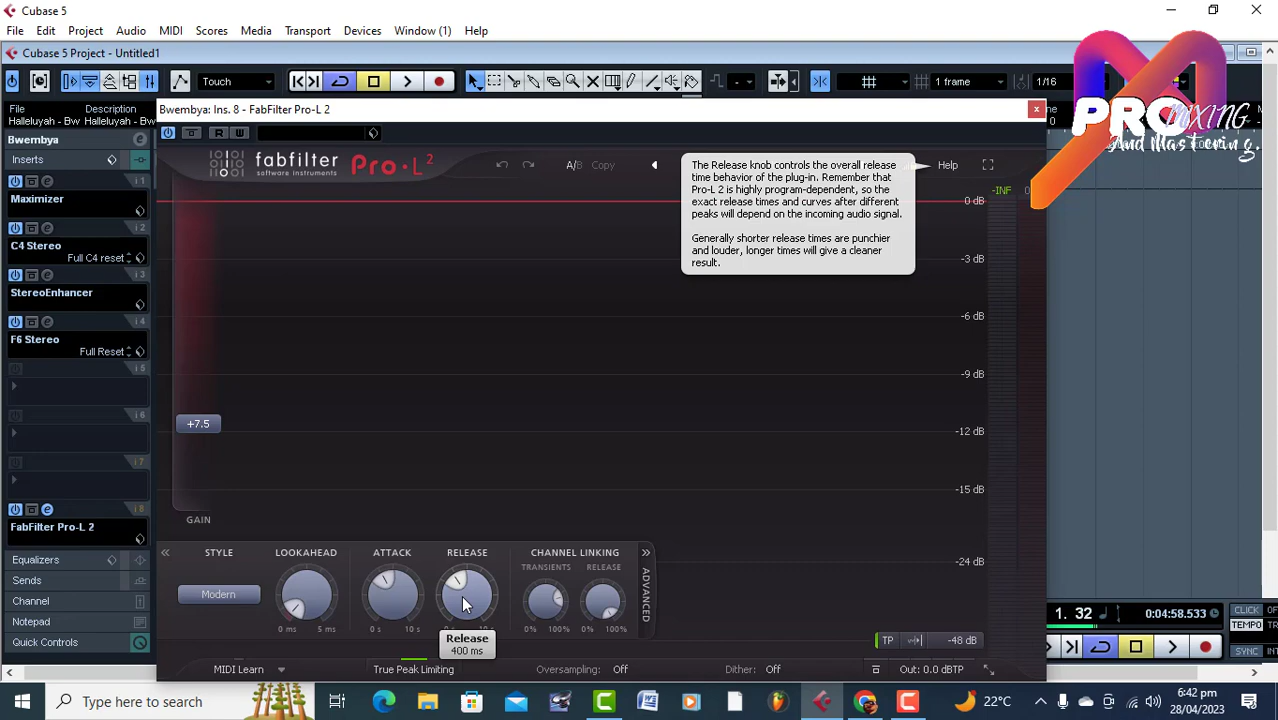 Cubase 5
File Edit Project Audio MIDI Scores Media Transport Devices Window (1) Help
Cubase 5 Project - Untitled1
Touch
1 frame
1/16
File Description
Halleluyah - Bw Halleluyah - Bw
Bwembya: Ins. 8 - FabFilter Pro-L 2
PRO MIXING
And Mastering.
Bwembya
Inserts
i1
Maximizer
i2
C4 Stereo
Full C4 reset
i3
StereoEnhancer
i4
F6 Stereo
Full Reset
i5
i6
i7
i8
FabFilter Pro-L 2
Equalizers
Sends
Channel
Notepad
Quick Controls
R W
fabfilter
software instruments
Pro·L 2
A/B Copy
Help
The Release knob controls the overall release
time behavior of the plug-in. Remember that
Pro-L 2 is highly program-dependent, so the
exact release times and curves after different
peaks will depend on the incoming audio signal.
Generally shorter release times are punchier
and louder, longer times will give a cleaner
result.
-INF
0 dB
-3 dB
-6 dB
-9 dB
-12 dB
-15 dB
-24 dB
+7.5
GAIN
STYLE LOOKAHEAD ATTACK RELEASE CHANNEL LINKING
TRANSIENTS RELEASE
Modern
0 ms 5 ms
10 s
0% 100% 0% 100%
ADVANCED
Release
400 ms
TP -48 dB
MIDI Learn True Peak Limiting Oversampling: Off Dither: Off Out: 0.0 dBTP
1. 32 0:04:58.533
CLICK
TEMPO
SYNC
Type here to search
22°C
6:42 pm
28/04/2023